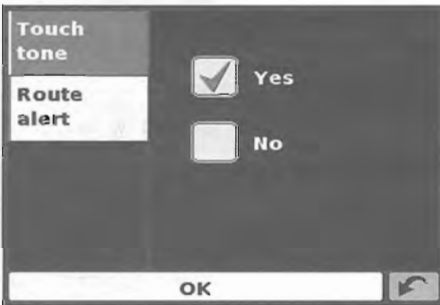 Touch
tone
Route
alert
Yes
No
OK